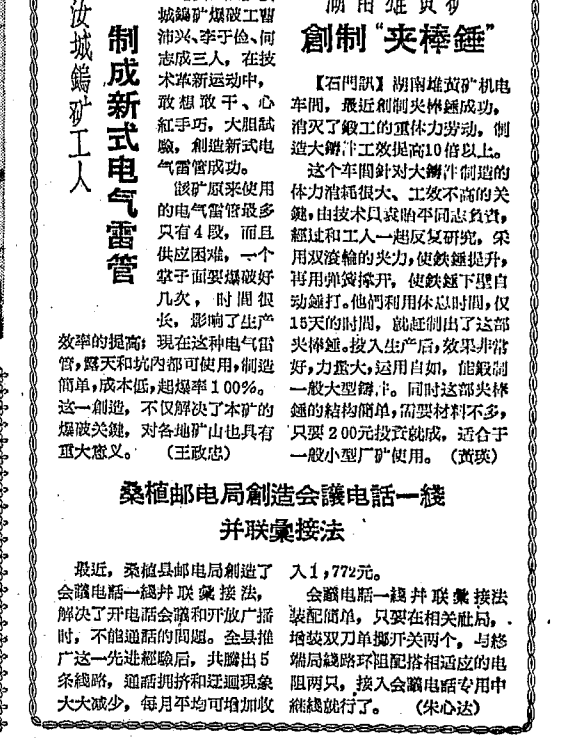 汝城鎢矿工人
制成新式电气雷管
城鎢矿爆破工曹
沛兴、李于俭、何
志成三人，在技
术革新运动中，
敢想敢干、心
紅手巧，大胆試
驗，創造新式电
气雷管成功。
該矿原来使用
的电气雷管最多
只有4段，而且
供应困难，一个
掌子面要爆破好
几次，时間很
长，影响了生产
效率的提高；現在这种电气雷
管，露天和坑內都可使用，制造
简单，成本低，起爆率100%。
这一創造，不仅解决了本矿的
爆破关鍵，对各地矿山也具有
重大意义。（王政忠）
創制“夹棒錘”
【石門訊】湖南雄黄矿机电
车間，最近創制夹棒錘成功，
消灭了鍛工的重体力劳动，制
造大鋼汴工效提高10倍以上。
这个车間針对大鋼汴制造的
体力消耗很大、工效不高的关
鍵，由技术員袁貽平同志負責，
經过和工人一起反复研究，采
用双滾輪的夹力，使鉄錘提升，
再用弹簧撑开，使鉄錘下墜自
动錘打。他們利用休息时間，仅
15天的时間，就赶制出了这部
夹棒錘。投入生产后，效果非常
好，力量大，运用自如，能鍛制
一般大型鋼汴。同时这部夹棒
錘的結构简单，需要材料不多，
只要200元投資就成，适合于
一般小型厂矿使用。（黄瑛）
桑植邮电局創造会議电話一綫
并联彙接法
最近，桑植县邮电局創造了
会議电話一綫幷联彙接法，
解决了开电話会議和开放广播
时，不能通話的問題。全县推
广这一先进經驗后，共騰出5
条綫路，通話拥挤和迂迴現象
大大减少，每月平均可增加收
入1,772元。
会議电話一綫幷联彙接法
装配简单，只要在相关社局，
增装双刀单擲开关两个，与終
端局綫路环阻配搭相适应的电
阻两只，接入会議电話专用中
継綫就行了。（朱心达）